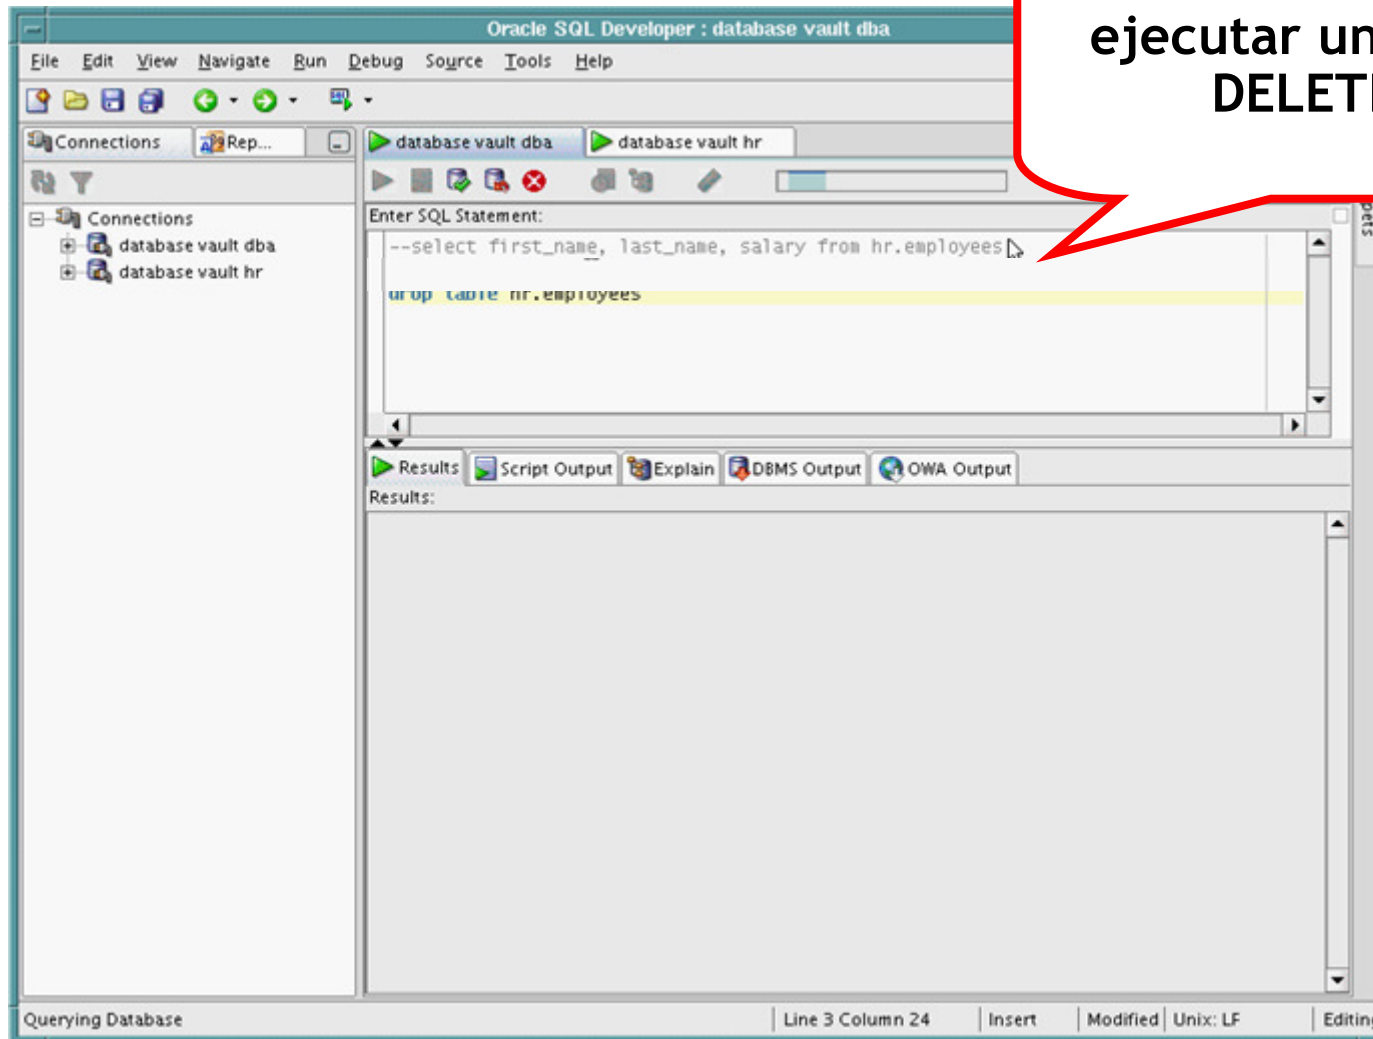 Oracle SQL Developer : database vault dba
ejecutar un
DELET
File Edit View Navigate Run Debug Source Tools Help
Connections Rep...
database vault dba database vault hr
Enter SQL Statement:
Connections
database vault dba
database vault hr
--select first_name, last_name, salary from hr.employees
drop table hr.employees
pets
Results Script Output Explain DBMS Output OWA Output
Results:
Querying Database Line 3 Column 24 Insert Modified Unix: LF Editing